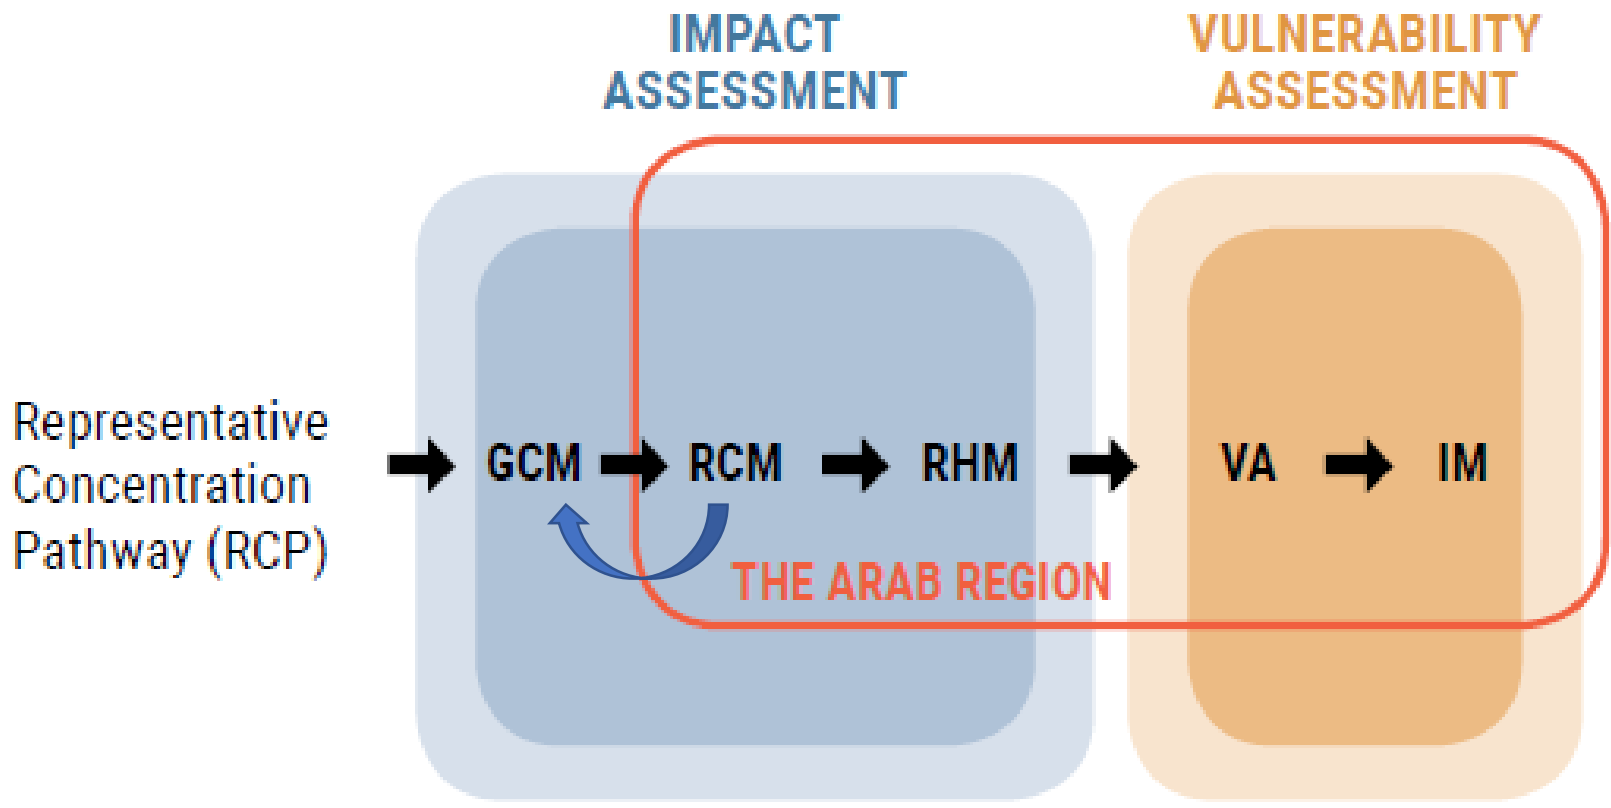 IMPACT
ASSESSMENT
VULNERABILITY
ASSESSMENT
Representative
Concentration
Pathway (RCP)
GCM
RCM
RHM
VA
IM
THE ARAB REGION